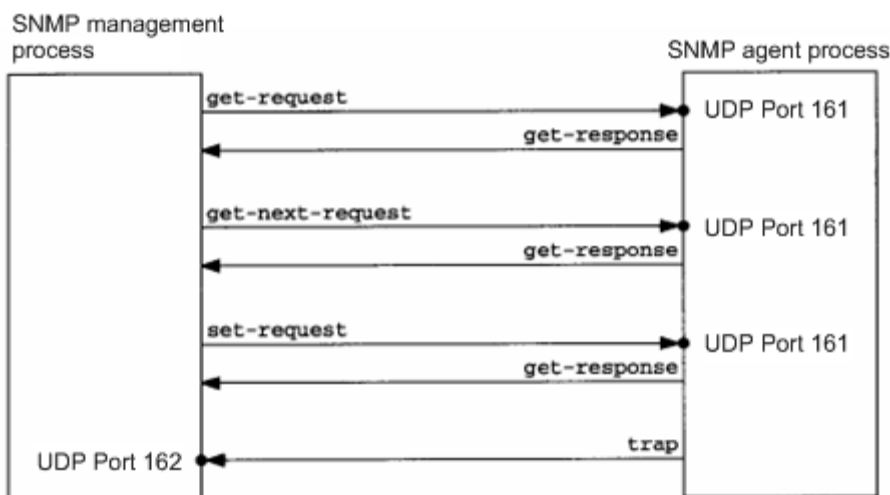 SNMP management
process
SNMP agent process
get-request
UDP Port 161
get-response
get-next-request
UDP Port 161
get-response
set-request
UDP Port 161
get-response
trap
UDP Port 162